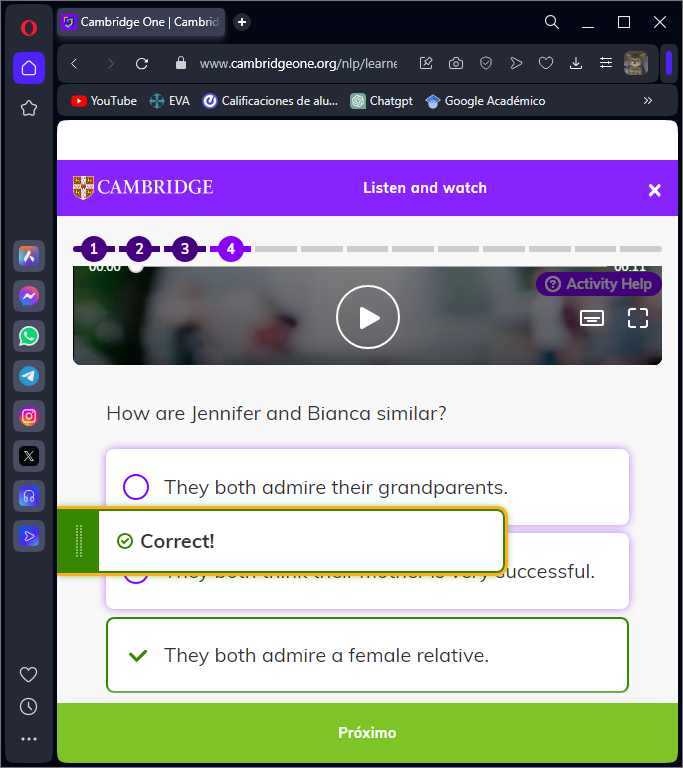 Cambridge One | Cambrid
www.cambridgeone.org/nlp/learne
YouTube
EVA
Calificaciones de alu...
Chatgpt
Google Académico
CAMBRIDGE
Listen and watch
1
2
3
4
00:00
00:11
Activity Help
How are Jennifer and Bianca similar?
They both admire their grandparents.
Correct!
They both think their mother is very successful.
They both admire a female relative.
Próximo